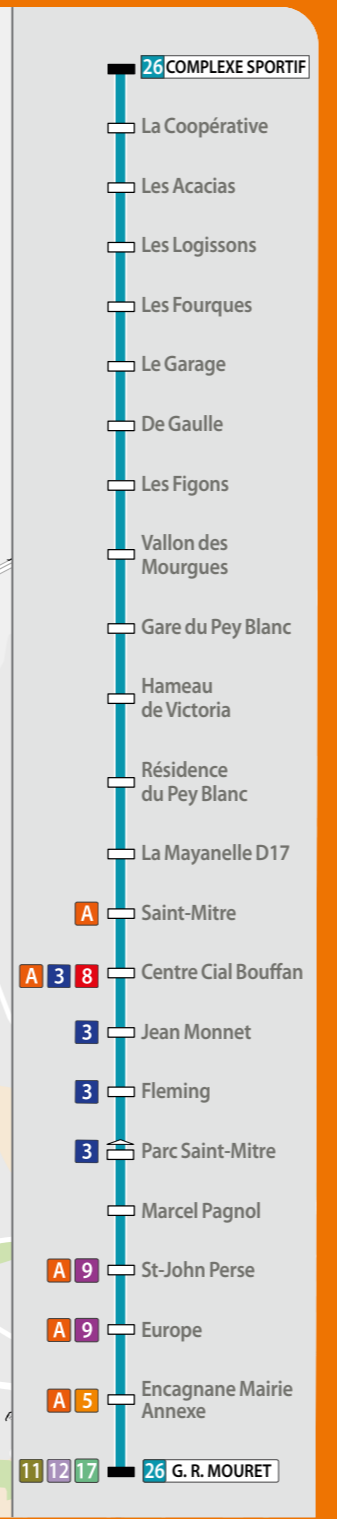 26 COMPLEXE SPORTIF
La Coopérative
Les Acacias
Les Logissons
Les Fourques
Le Garage
De Gaulle
Les Figons
Vallon des
Mourgues
Gare du Pey Blanc
Hameau
de Victoria
Résidence
du Pey Blanc
La Mayanelle D17
A Saint-Mitre
A 3 8 Centre Cial Bouffan
3 Jean Monnet
3 Fleming
3 Parc Saint-Mitre
Marcel Pagnol
A 9 St-John Perse
A 9 Europe
A 5 Encagnane Mairie
Annexe
11 12 17 26 G. R. MOURET